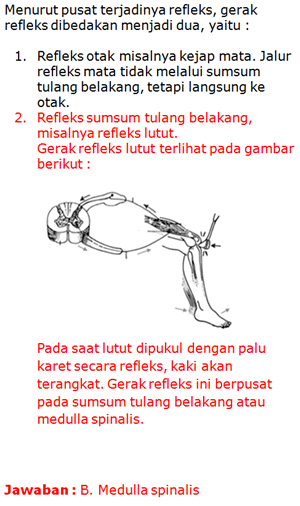 Menurut pusat terjadinya refleks, gerak
refleks dibedakan menjadi dua, yaitu :
1. Refleks otak misalnya kejap mata. Jalur
refleks mata tidak melalui sumsum
tulang belakang, tetapi langsung ke
otak.
2. Refleks sumsum tulang belakang,
misalnya refleks lutut.
Gerak refleks lutut terlihat pada gambar
berikut :
Pada saat lutut dipukul dengan palu
karet secara refleks, kaki akan
terangkat. Gerak refleks ini berpusat
pada sumsum tulang belakang atau
medulla spinalis.
Jawaban : B. Medulla spinalis